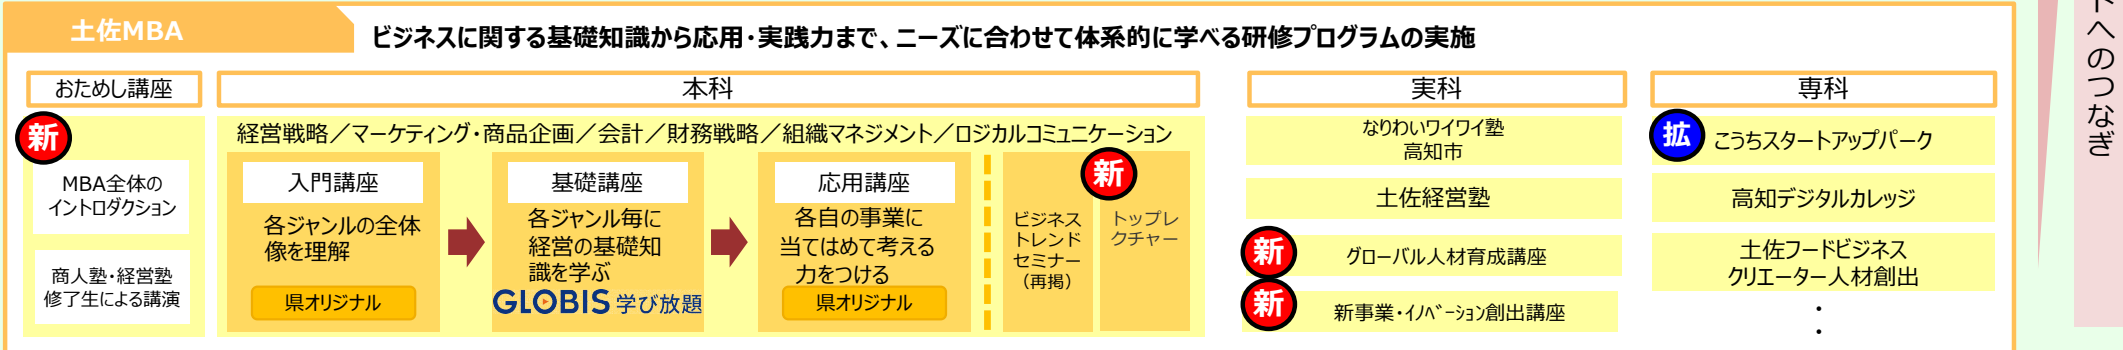 土佐MBA
ビジネスに関する基礎知識から応用・実践力まで、ニーズに合わせて体系的に学べる研修プログラムの実施
おためし講座
新
MBA全体の
イントロダクション
商人塾・経営塾
修了生による講演
本科
経営戦略／マーケティング・商品企画／会計／財務戦略／組織マネジメント／ロジカルコミュニケーション
入門講座
各ジャンルの全体
像を理解
県オリジナル
基礎講座
各ジャンル毎に
経営の基礎知
識を学ぶ
GLOBIS 学び放題
応用講座
各自の事業に
当てはめて考える
力をつける
県オリジナル
ビジネス
トレンド
セミナー
（再掲）
新
トップレ
クチャー
実科
なりわいワイワイ塾
高知市
土佐経営塾
新
グローバル人材育成講座
新
新事業・ｲﾉﾍﾞｰｼｮﾝ創出講座
専科
拡
こうちスタートアップパーク
高知デジタルカレッジ
土佐フードビジネス
クリエーター人材創出
・
・
へのつなぎ